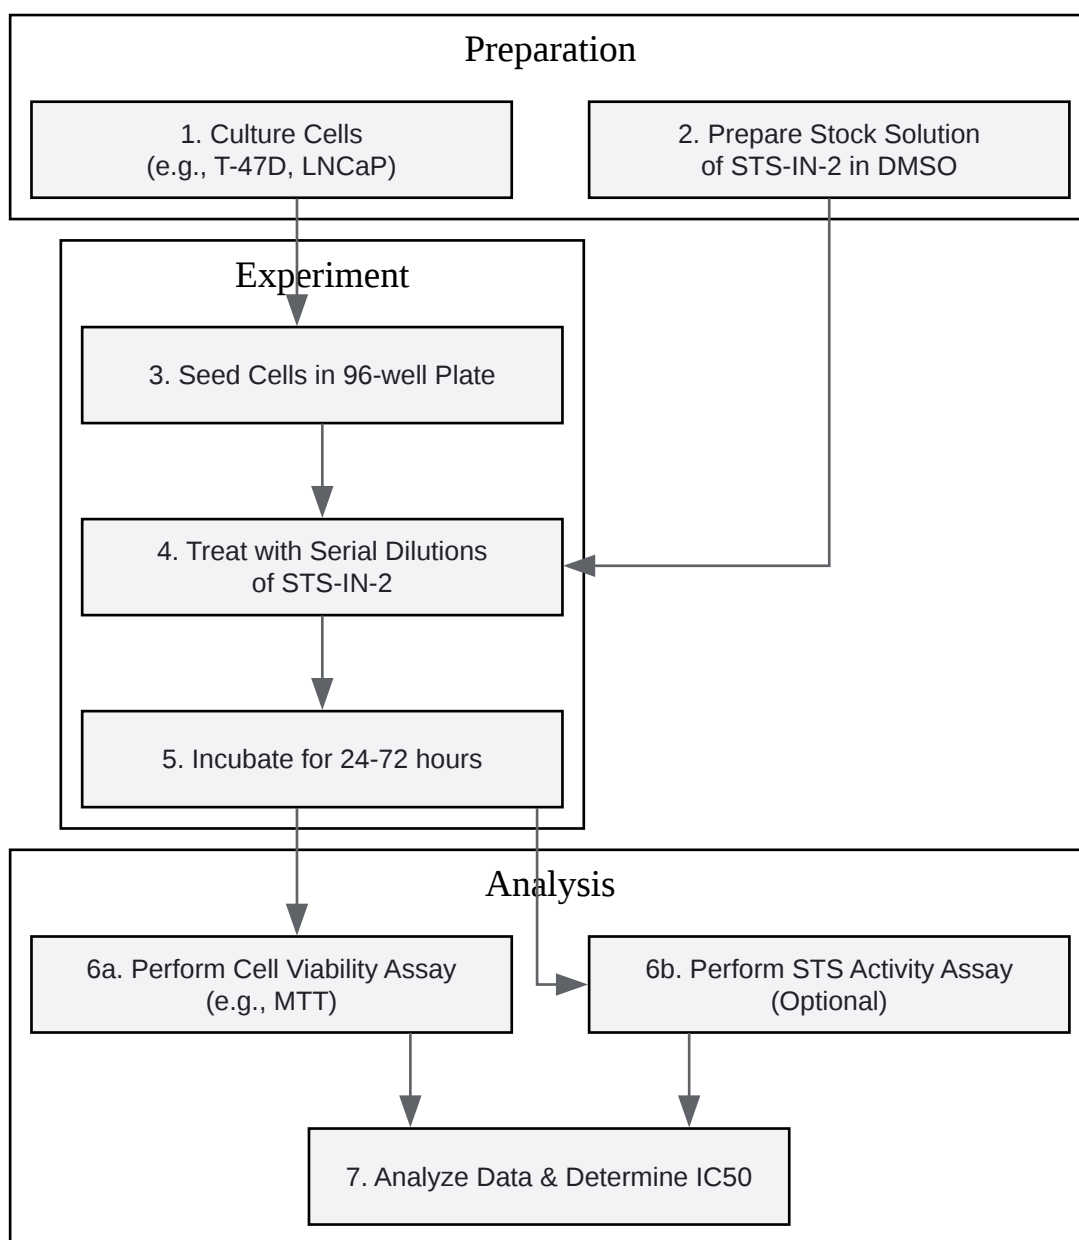 Preparation
1. Culture Cells
(e.g., T-47D, LNCaP)
2. Prepare Stock Solution
of STS-IN-2 in DMSO
Experiment
3. Seed Cells in 96-well Plate
4. Treat with Serial Dilutions
of STS-IN-2
5. Incubate for 24-72 hours
Analysis
6a. Perform Cell Viability Assay
(e.g., MTT)
6b. Perform STS Activity Assay
(Optional)
7. Analyze Data & Determine IC50